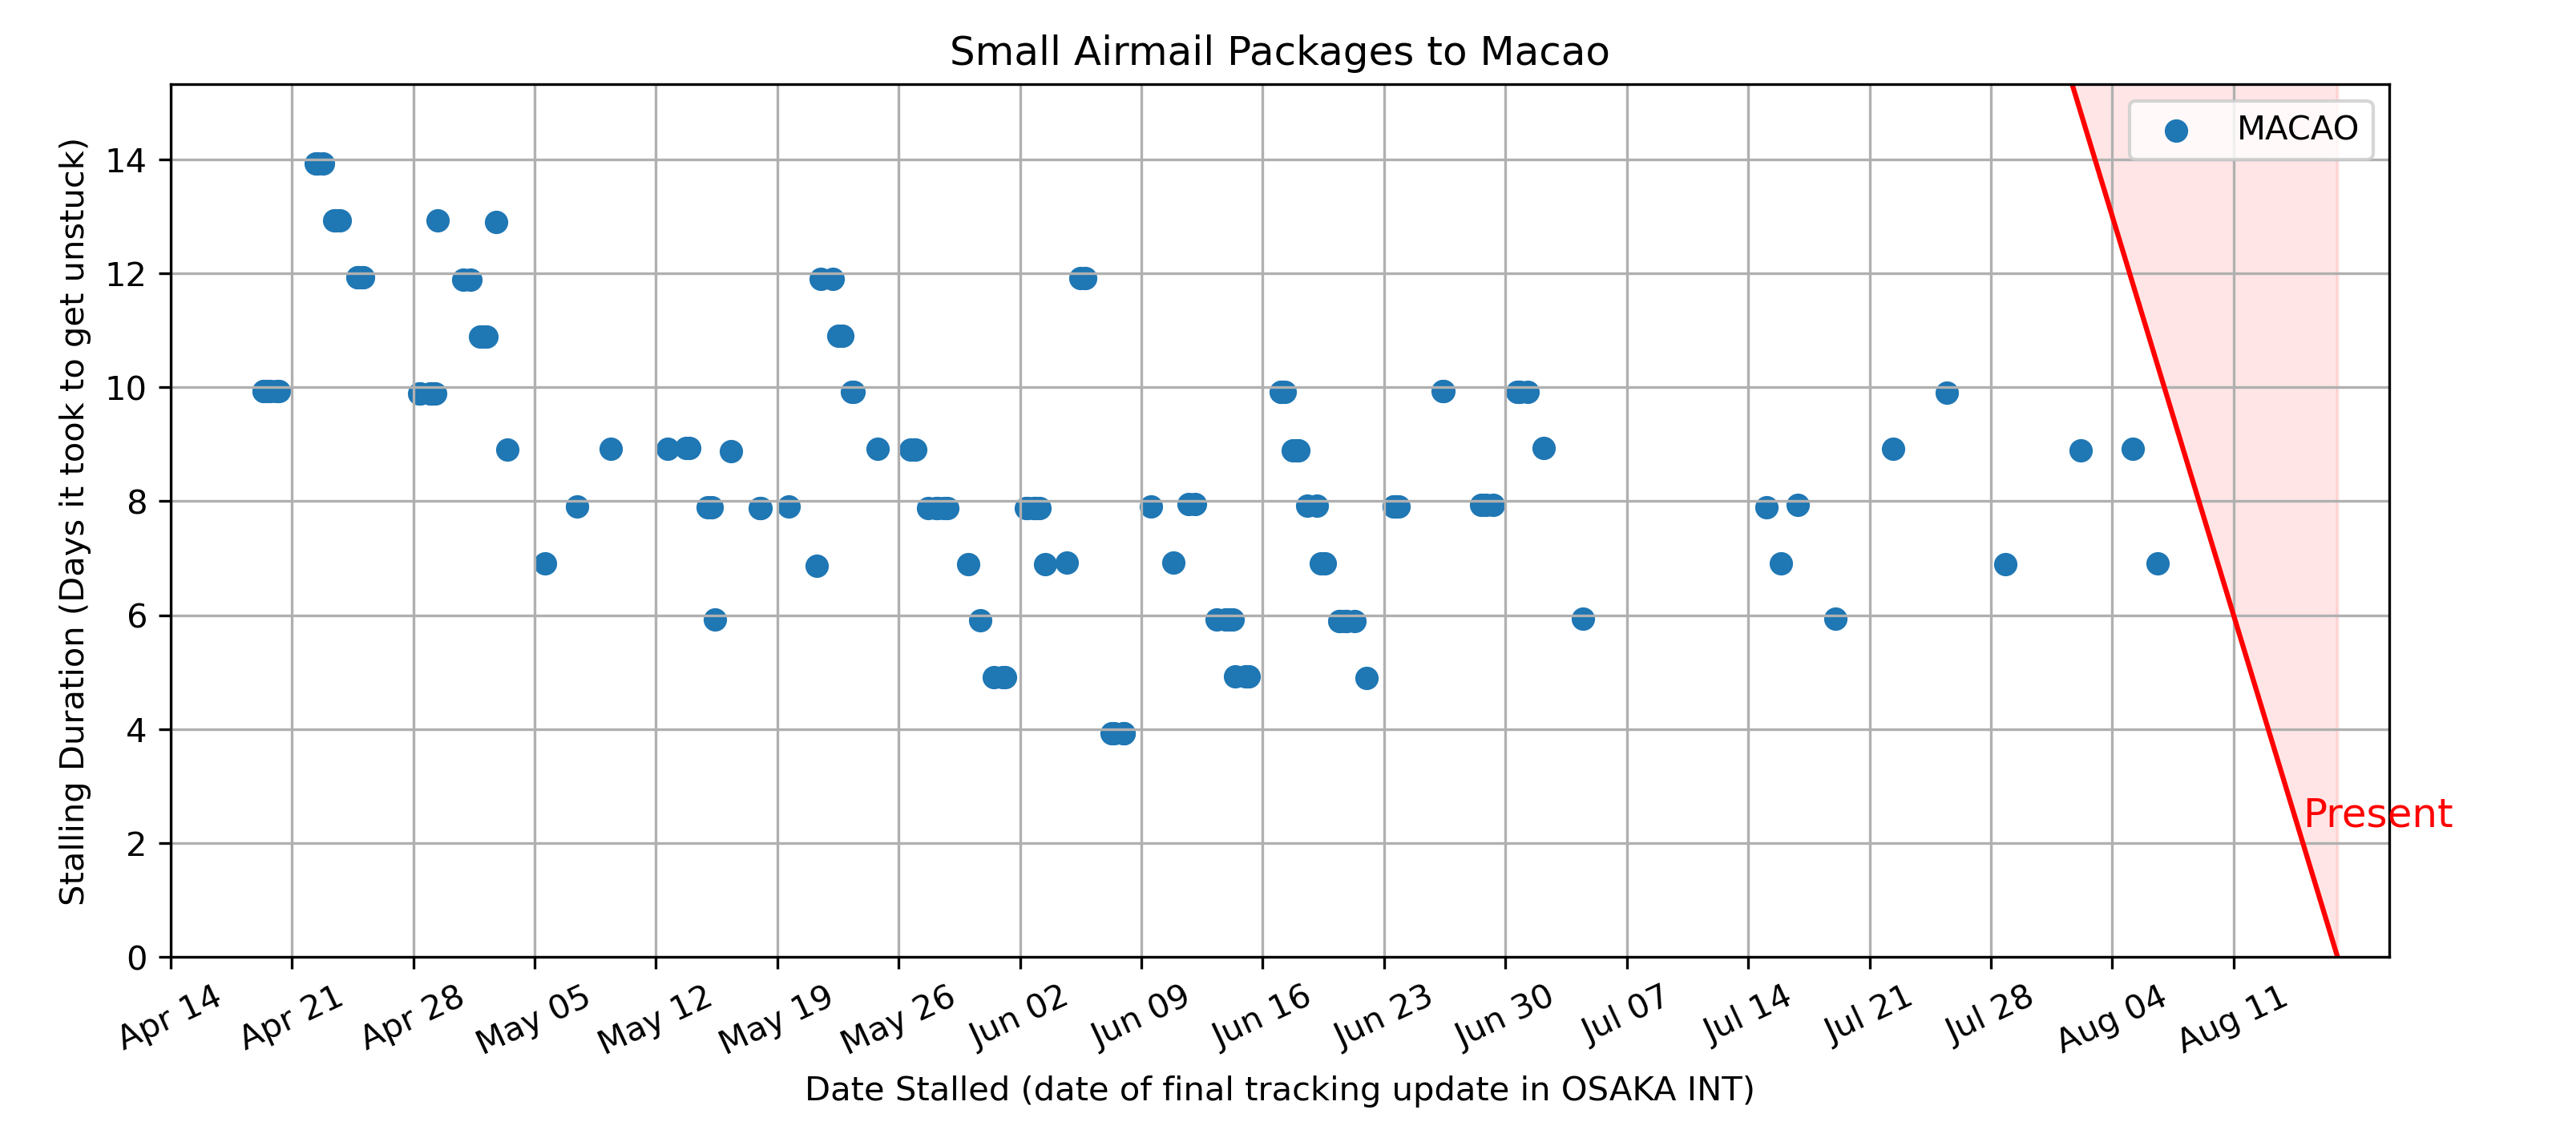 Small Airmail Packages to Macao
MACAO
Stalling Duration (Days it took to get unstuck)
14
12
10
8
6
4
2
0
Present
Apr 14
Apr 21
Apr 28
May 05
May 12
May 19
May 26
Jun 02
Jun 09
Jun 16
Jun 23
Jun 30
Jul 07
Jul 14
Jul 21
Jul 28
Aug 04
Aug 11
Date Stalled (date of final tracking update in OSAKA INT)